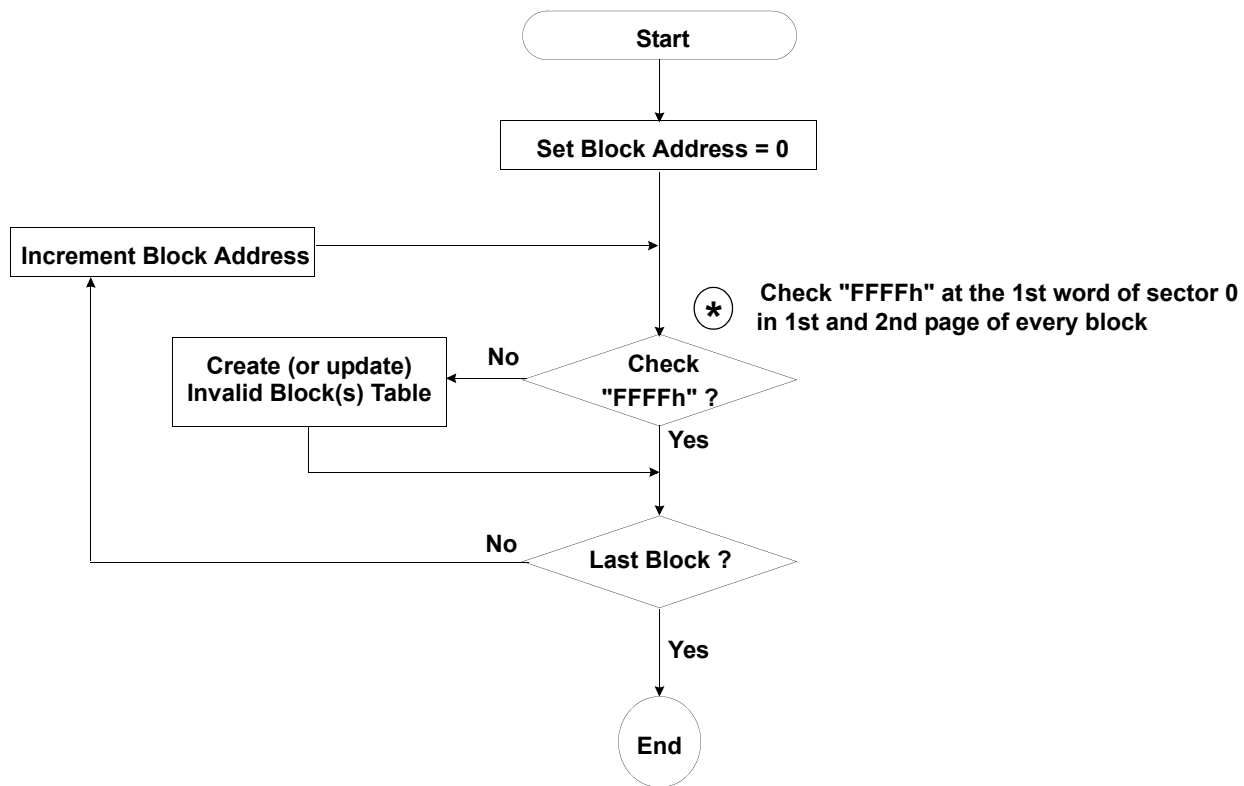 Start
Set Block Address = 0
Increment Block Address
* Check "FFFFh" at the 1st word of sector 0
in 1st and 2nd page of every block
No
Create (or update)
Invalid Block(s) Table
Check
"FFFFh" ?
Yes
No
Last Block ?
Yes
End